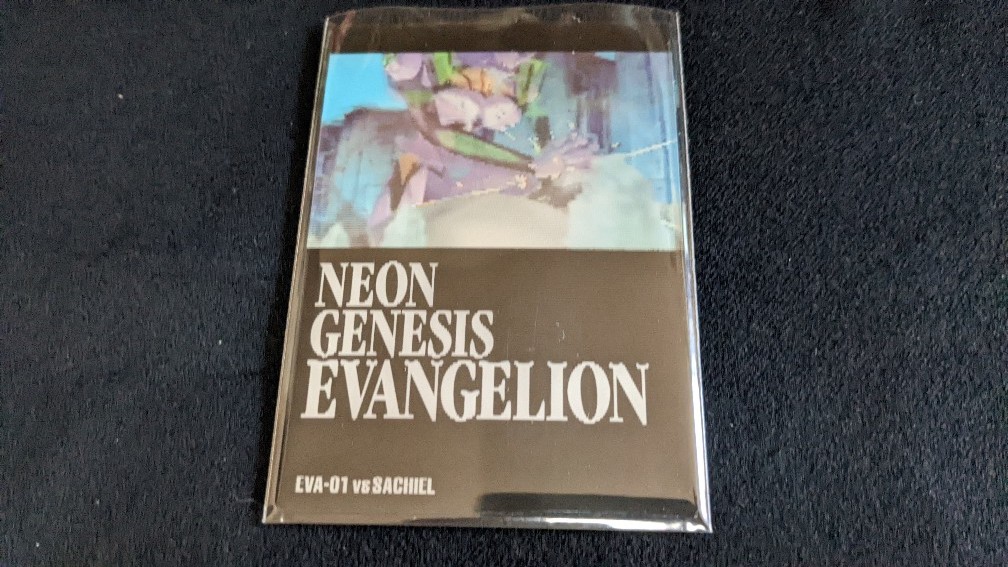 NEON
GENESIS
EVANGELION
EVA-01 vs SACHIEL